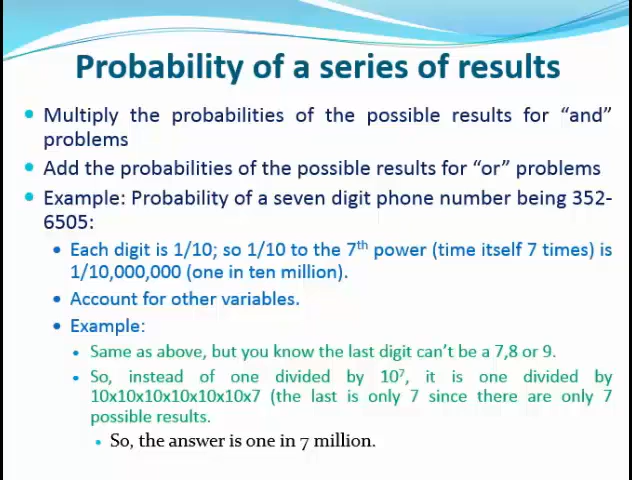 Probability of a series of results
Multiply the probabilities of the possible results for “and”
problems
Add the probabilities of the possible results for “or” problems
Example: Probability of a seven digit phone number being 352-
6505:
Each digit is 1/10; so 1/10 to the 7th power (time itself 7 times) is
1/10,000,000 (one in ten million).
Account for other variables.
Example:
Same as above, but you know the last digit can’t be a 7,8 or 9.
So, instead of one divided by 10⁷, it is one divided by
10x10x10x10x10x10x7 (the last is only 7 since there are only 7
possible results.
So, the answer is one in 7 million.